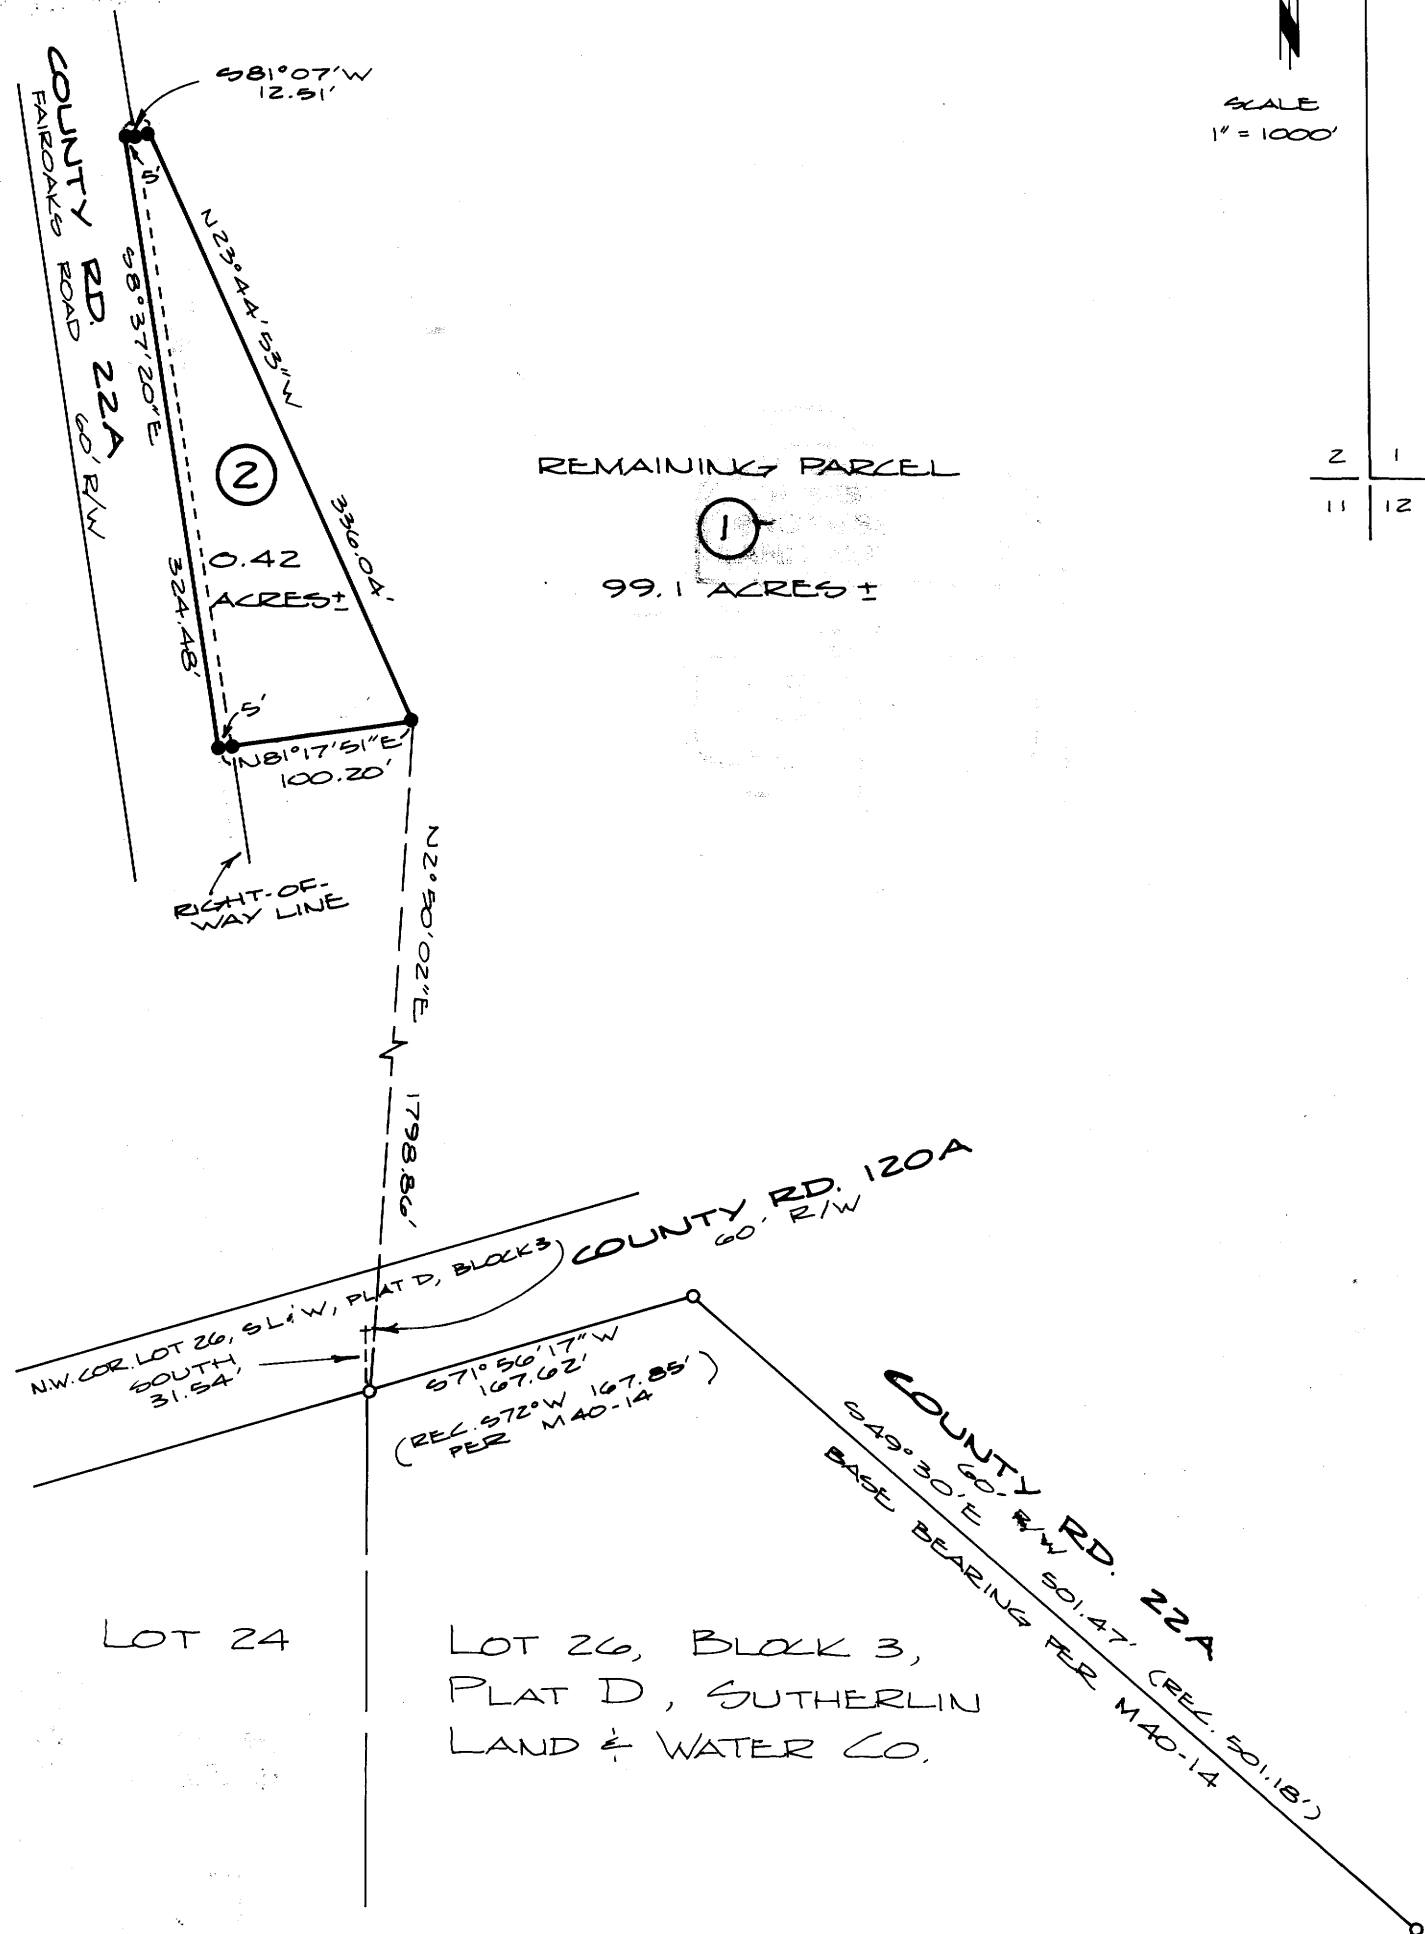 S81°07'W
12.51'
COUNTY RD. 22A
FAIROAKS ROAD 60' R/W
SCALE
1" = 1000'
5'
N23°44'53"W
336.04'
S8°37'20"E
324.48'
2
0.42
ACRES±
REMAINING PARCEL
1
99.1 ACRES ±
2 1
11 12
5'
N81°17'51"E
100.20'
RIGHT-OF-
WAY LINE
N2°50'02"E
1798.86'
COUNTY RD. 120A
60' R/W
N.W. COR. LOT 26, S L & W, PLAT D, BLOCK 3
SOUTH
31.54'
S71°56'17"W
167.62'
(REC. S72°W 167.85'
PER M40-14)
COUNTY RD. 22A
60' R/W
S49°30'E 501.47' (REC. 501.18')
BASE BEARING PER M40-14
LOT 24
LOT 26, BLOCK 3,
PLAT D, SUTHERLIN
LAND & WATER CO.